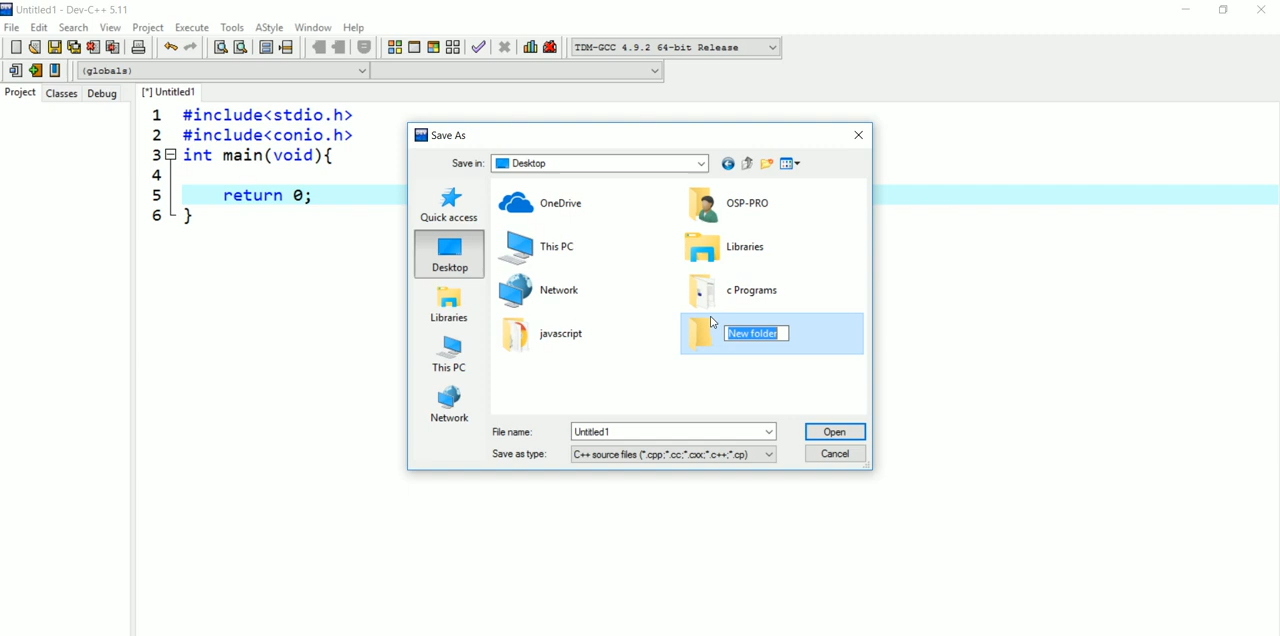 Untitled1 - Dev-C++ 5.11
File Edit Search View Project Execute Tools AStyle Window Help
TDM-GCC 4.9.2 64-bit Release
(globals)
Project Classes Debug [*] Untitled1
1 #include<stdio.h>
2 #include<conio.h>
3 int main(void){
4
5 return 0;
6 }
Save As
Save in: Desktop
Quick access
Desktop
Libraries
This PC
Network
OneDrive OSP-PRO
This PC Libraries
Network c Programs
javascript New folder
File name: Untitled1 Open
Save as type: C++ source files (*.cpp;*.cc;*.cxx;*.c++;*.cp) Cancel